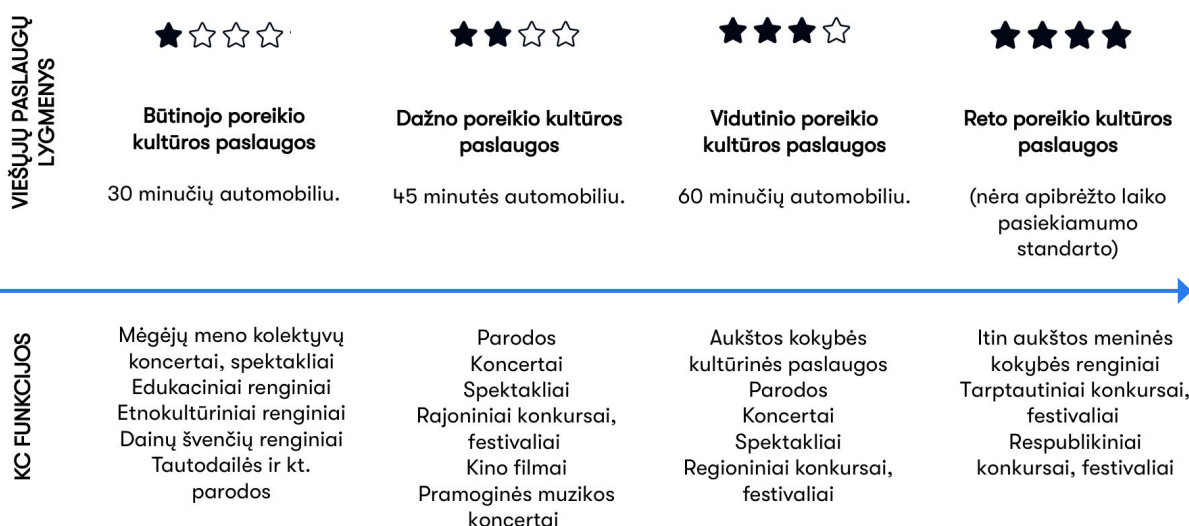 VIEŠŲJŲ PASLAUGŲ
LYGMENYS
Būtinojo poreikio
kultūros paslaugos
30 minučių automobiliu.
Dažno poreikio kultūros
paslaugos
45 minutės automobiliu.
Vidutinio poreikio
kultūros paslaugos
60 minučių automobiliu.
Reto poreikio kultūros
paslaugos
(nėra apibrėžto laiko
pasiekiamumo
standarto)
KC FUNKCIJOS
Mėgėjų meno kolektyvų
koncertai, spektakliai
Edukaciniai renginiai
Etnokultūriniai renginiai
Dainų švenčių renginiai
Tautodailės ir kt.
parodos
Parodos
Koncertai
Spektakliai
Rajoniniai konkursai,
festivaliai
Kino filmai
Pramoginės muzikos
koncertai
Aukštos kokybės
kultūrinės paslaugos
Parodos
Koncertai
Spektakliai
Regioniniai konkursai,
festivaliai
Itin aukštos meninės
kokybės renginiai
Tarptautiniai konkursai,
festivaliai
Respublikiniai
konkursai, festivaliai